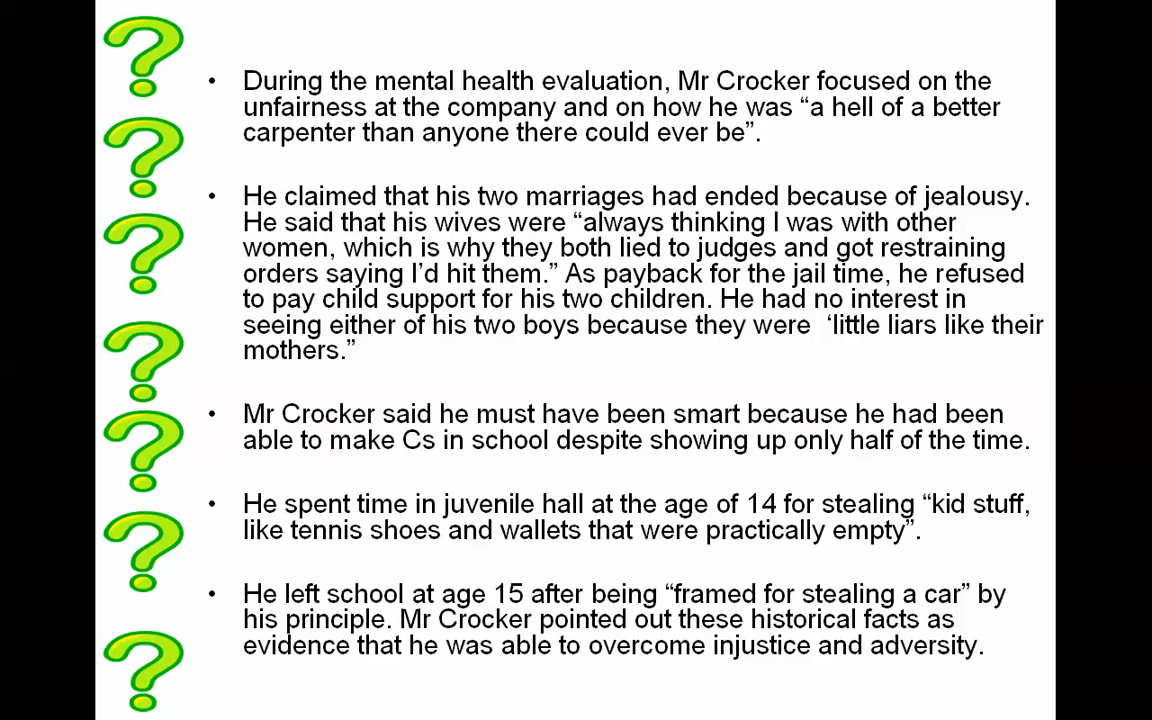 • During the mental health evaluation, Mr Crocker focused on the
unfairness at the company and on how he was “a hell of a better
carpenter than anyone there could ever be”.
• He claimed that his two marriages had ended because of jealousy.
He said that his wives were “always thinking I was with other
women, which is why they both lied to judges and got restraining
orders saying I’d hit them.” As payback for the jail time, he refused
to pay child support for his two children. He had no interest in
seeing either of his two boys because they were ‘little liars like their
mothers.”
• Mr Crocker said he must have been smart because he had been
able to make Cs in school despite showing up only half of the time.
• He spent time in juvenile hall at the age of 14 for stealing “kid stuff,
like tennis shoes and wallets that were practically empty”.
• He left school at age 15 after being “framed for stealing a car” by
his principle. Mr Crocker pointed out these historical facts as
evidence that he was able to overcome injustice and adversity.